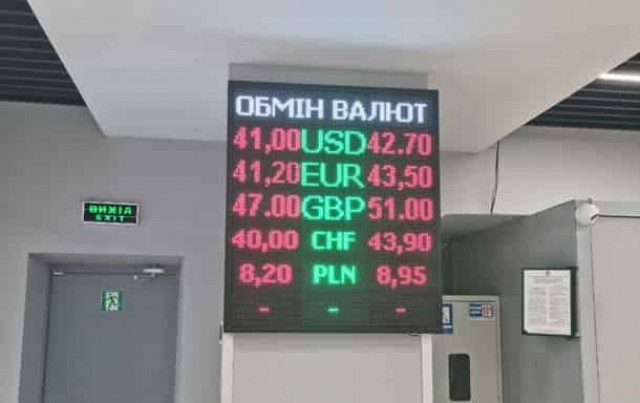 ОБМІН ВАЛЮТ
41,00 USD 42.70
41,20 EUR 43,50
47.00 GBP 51.00
40,00 CHF 43,90
8,20 PLN 8,95
- - -
ВИХІД
EXIT